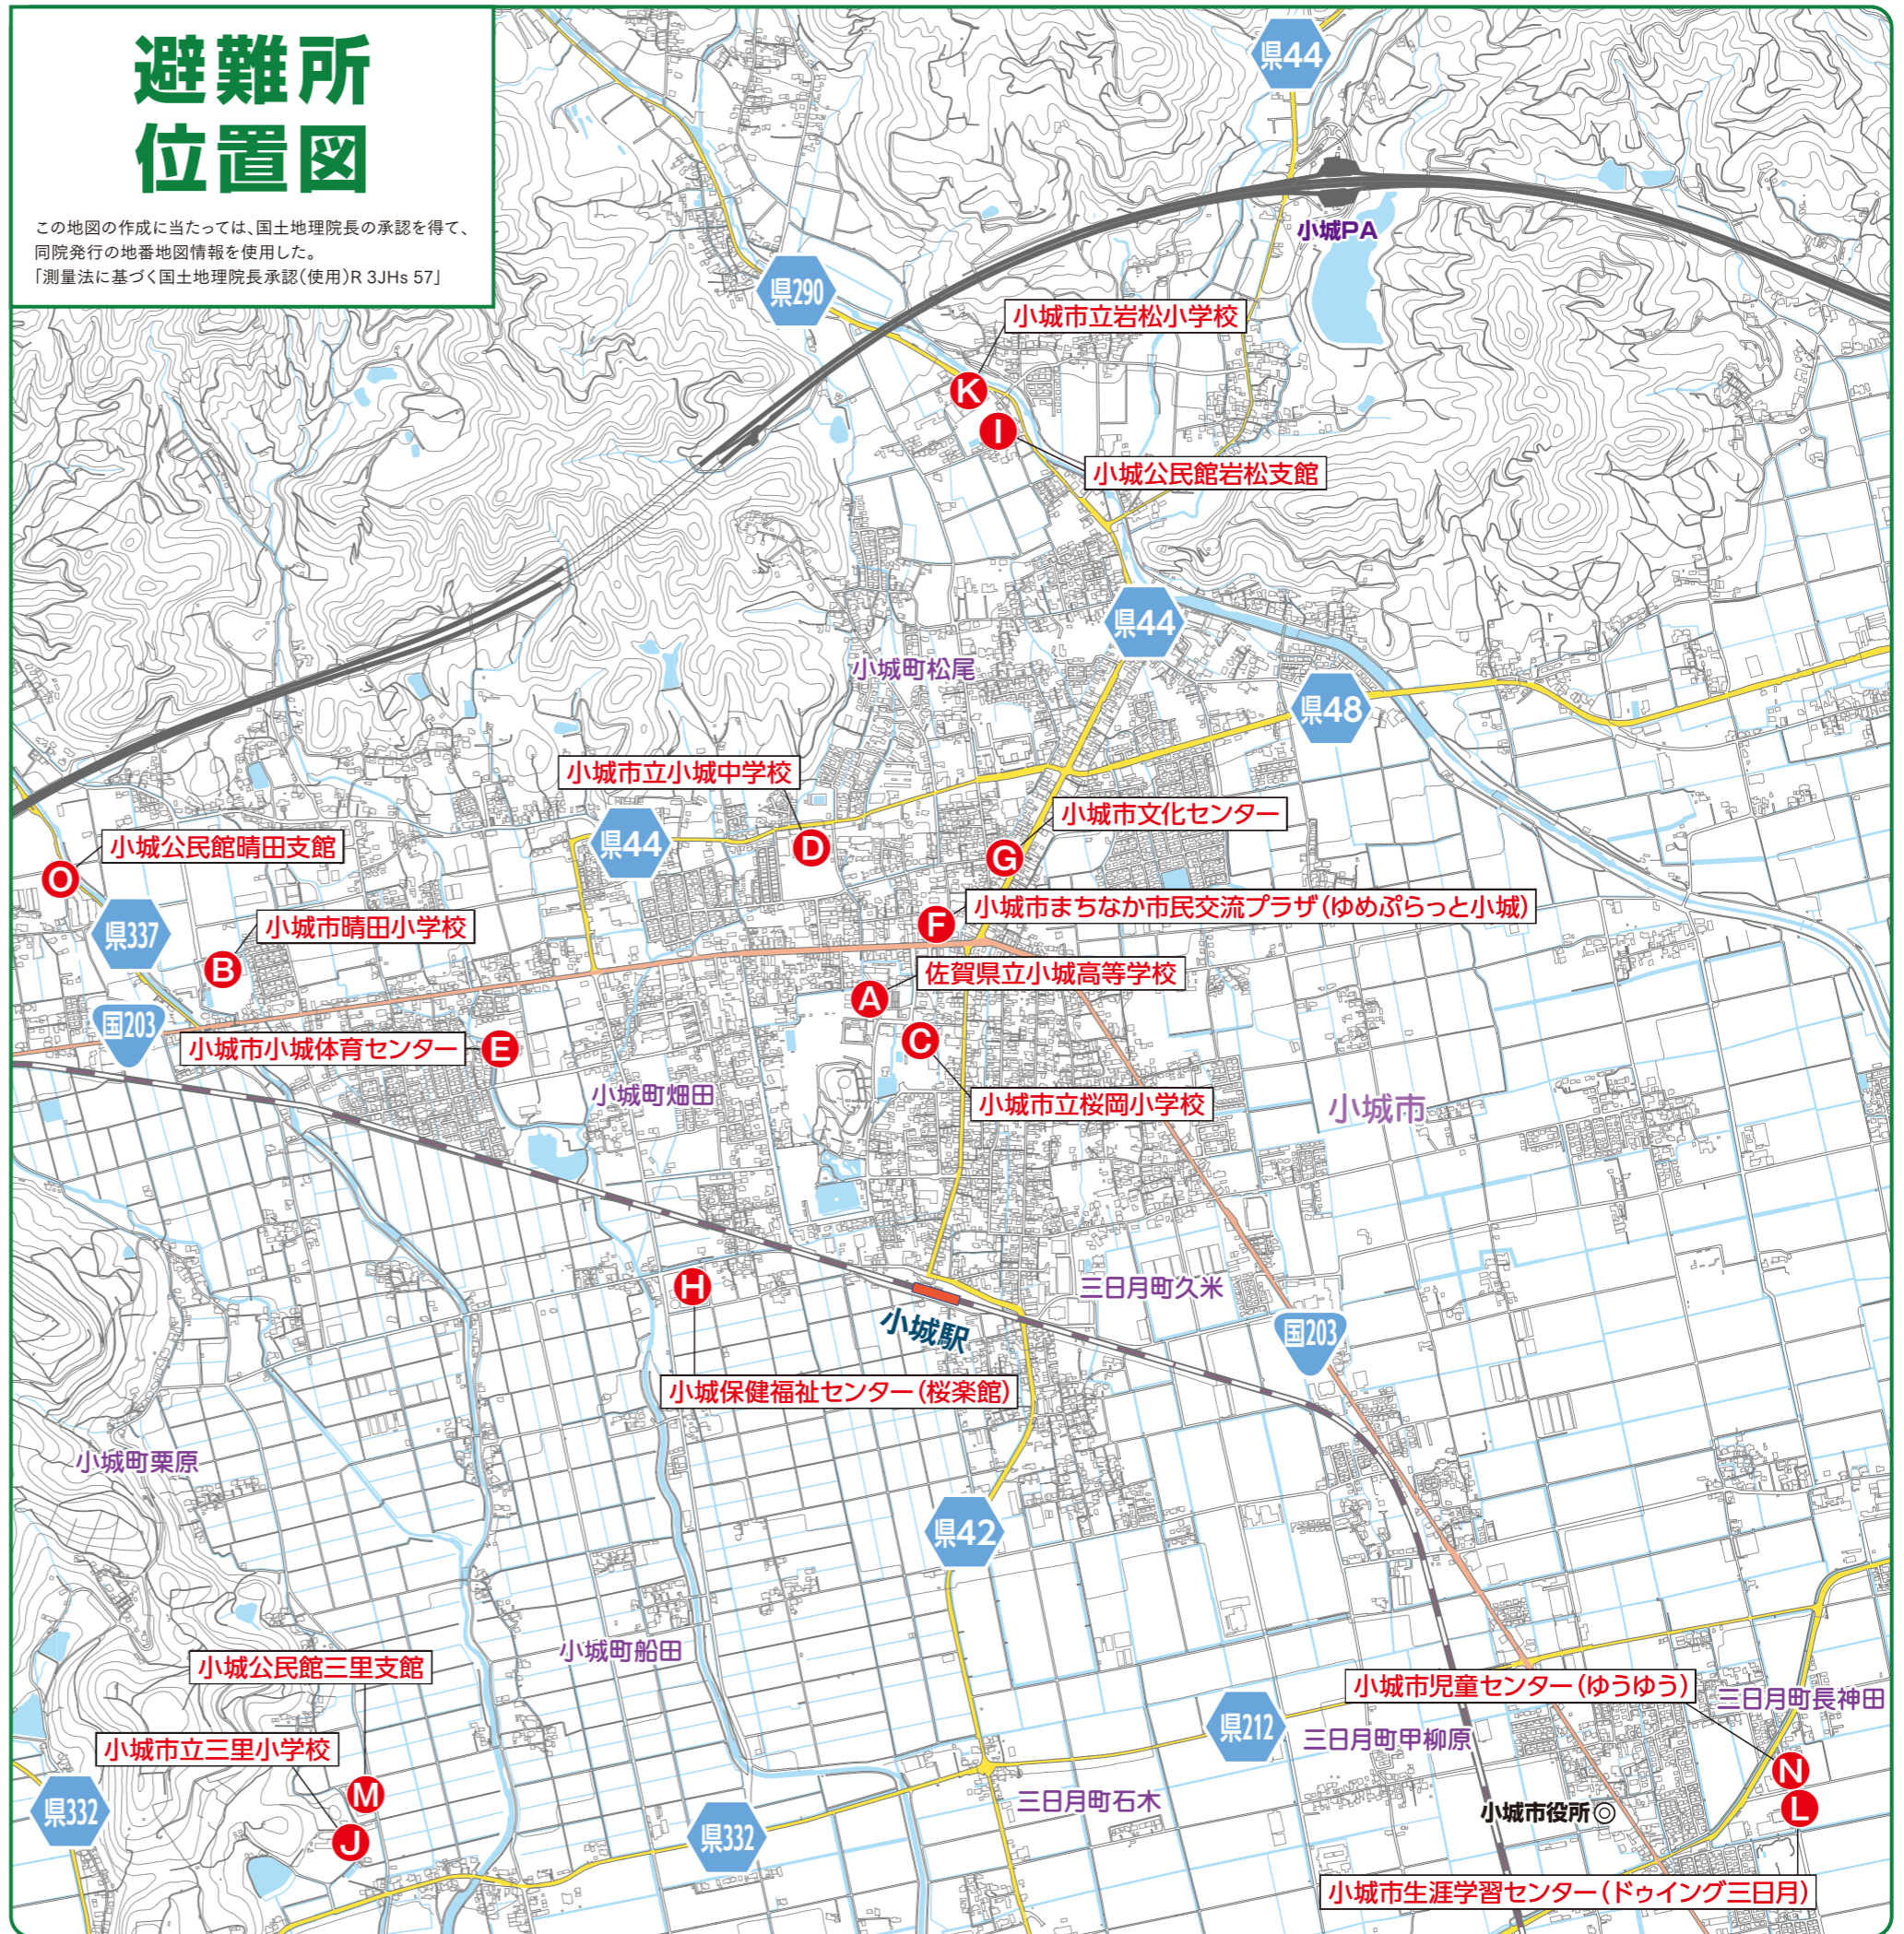 避難所
位置図
この地図の作成に当たっては、国土地理院長の承認を得て、
同院発行の地番地図情報を使用した。
「測量法に基づく国土地理院長承認(使用)R 3JHs 57」
県44
小城PA
県290
小城市立岩松小学校
K
I
小城公民館岩松支館
県44
小城町松尾
県48
小城市立小城中学校
小城市文化センター
県44
D
G
小城公民館晴田支館
O
小城市まちなか市民交流プラザ(ゆめぷらっと小城)
F
小城市晴田小学校
県337
B
佐賀県立小城高等学校
A
国203
小城市小城体育センター
E
C
小城町畑田
小城市立桜岡小学校
小城市
H
三日月町久米
小城駅
国203
小城保健福祉センター(桜楽館)
小城町栗原
県42
小城町船田
小城公民館三里支館
小城市児童センター(ゆうゆう)
三日月町長神田
県212
三日月町甲柳原
小城市立三里小学校
N
M
三日月町石木
県332
小城市役所◎
L
J
県332
小城市生涯学習センター(ドゥイング三日月)